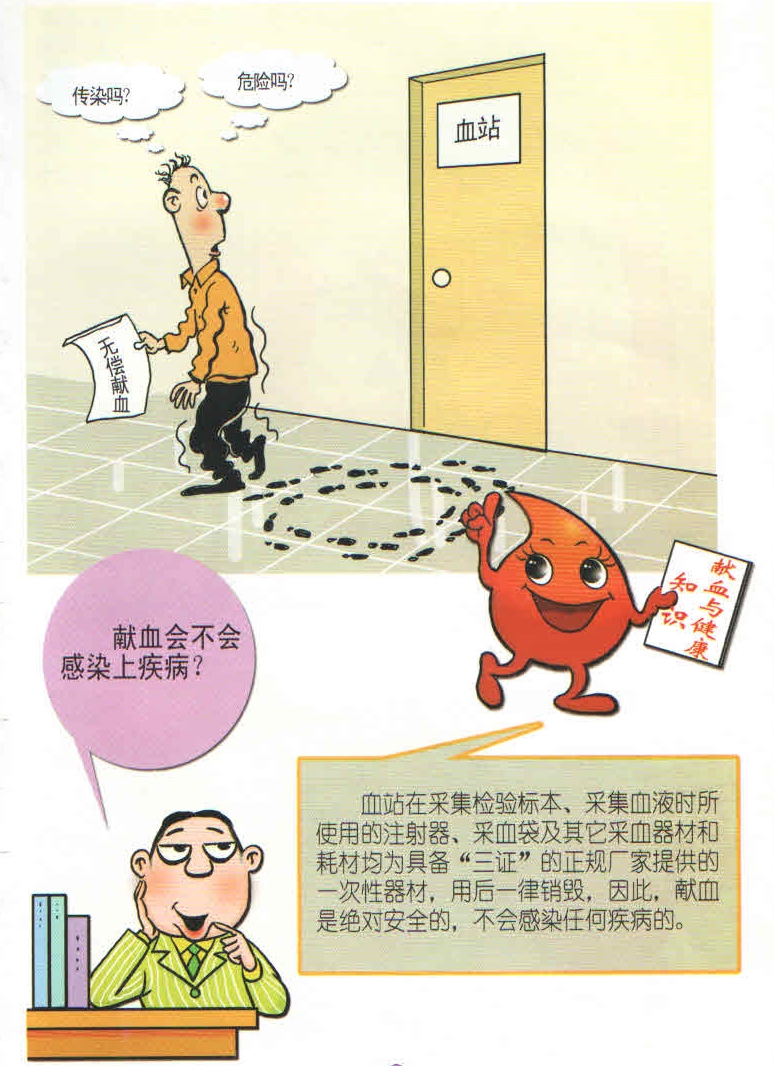 传染吗?
危险吗?
血站
无偿献血
献血与健康
知识
献血会不会
感染上疾病?
血站在采集检验标本、采集血液时所
使用的注射器、采血袋及其它采血器材和
耗材均为具备“三证”的正规厂家提供的
一次性器材，用后一律销毁，因此，献血
是绝对安全的，不会感染任何疾病的。